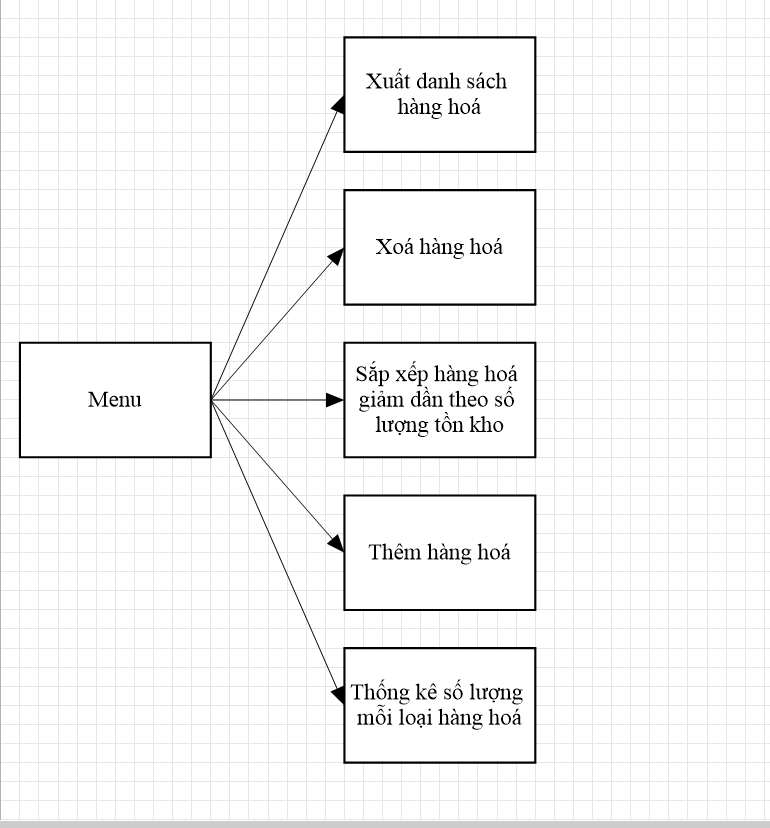 Xuất danh sách
hàng hoá
Xoá hàng hoá
Menu
Sắp xếp hàng hoá
giảm dần theo số
lượng tồn kho
Thêm hàng hoá
Thống kê số lượng
mỗi loại hàng hoá